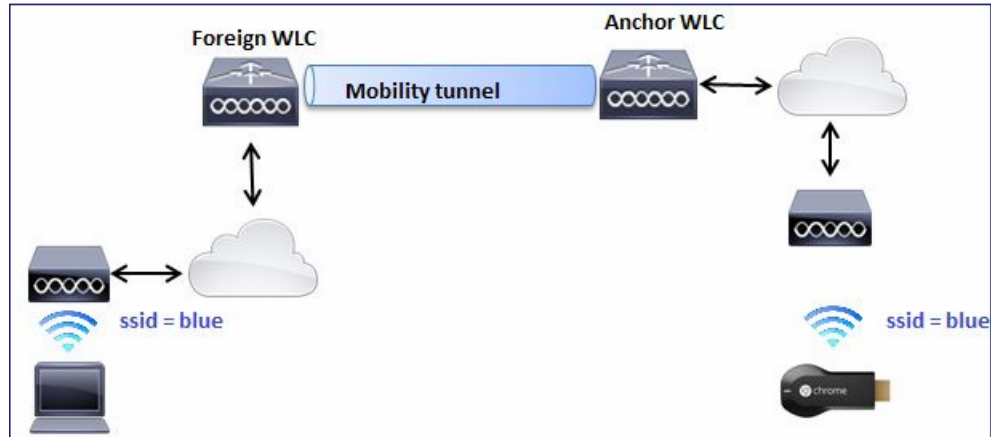 Foreign WLC
Anchor WLC
Mobility tunnel
ssid = blue
ssid = blue
chrome